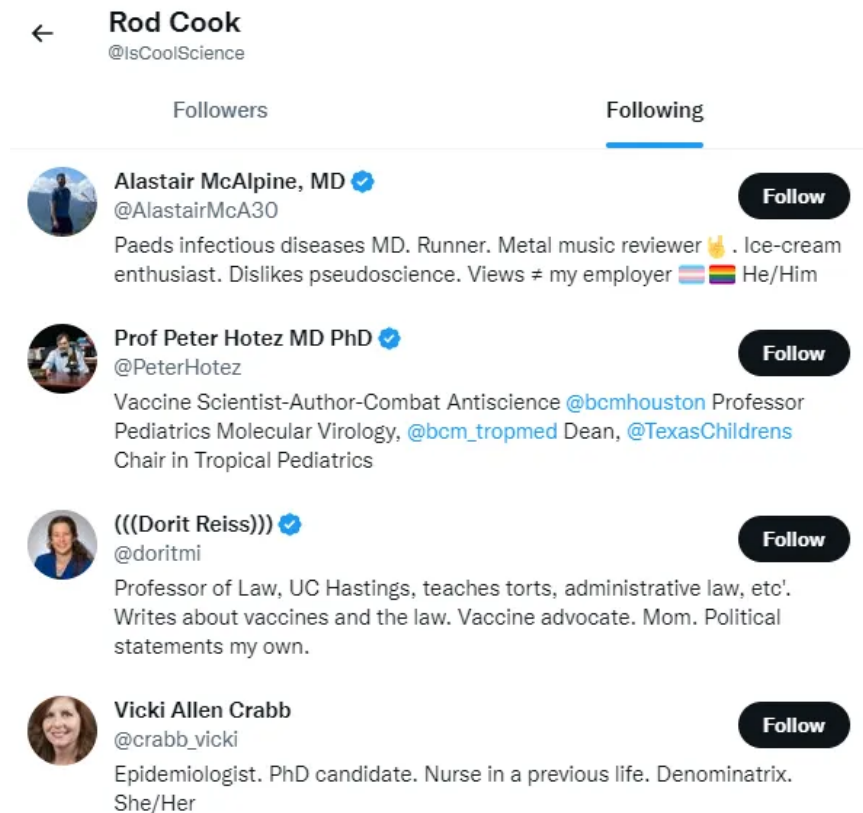 Rod Cook
@IsCoolScience
Followers
Following
Alastair McAlpine, MD
@AlastairMcA30
Follow
Paeds infectious diseases MD. Runner. Metal music reviewer🤘. Ice-cream
enthusiast. Dislikes pseudoscience. Views ≠ my employer 🏳️‍⚧️🏳️‍🌈 He/Him
Prof Peter Hotez MD PhD
@PeterHotez
Follow
Vaccine Scientist-Author-Combat Antiscience @bcmhouston Professor
Pediatrics Molecular Virology, @bcm_tropmed Dean, @TexasChildrens
Chair in Tropical Pediatrics
(((Dorit Reiss)))
@doritmi
Follow
Professor of Law, UC Hastings, teaches torts, administrative law, etc'.
Writes about vaccines and the law. Vaccine advocate. Mom. Political
statements my own.
Vicki Allen Crabb
@crabb_vicki
Follow
Epidemiologist. PhD candidate. Nurse in a previous life. Denominatrix.
She/Her